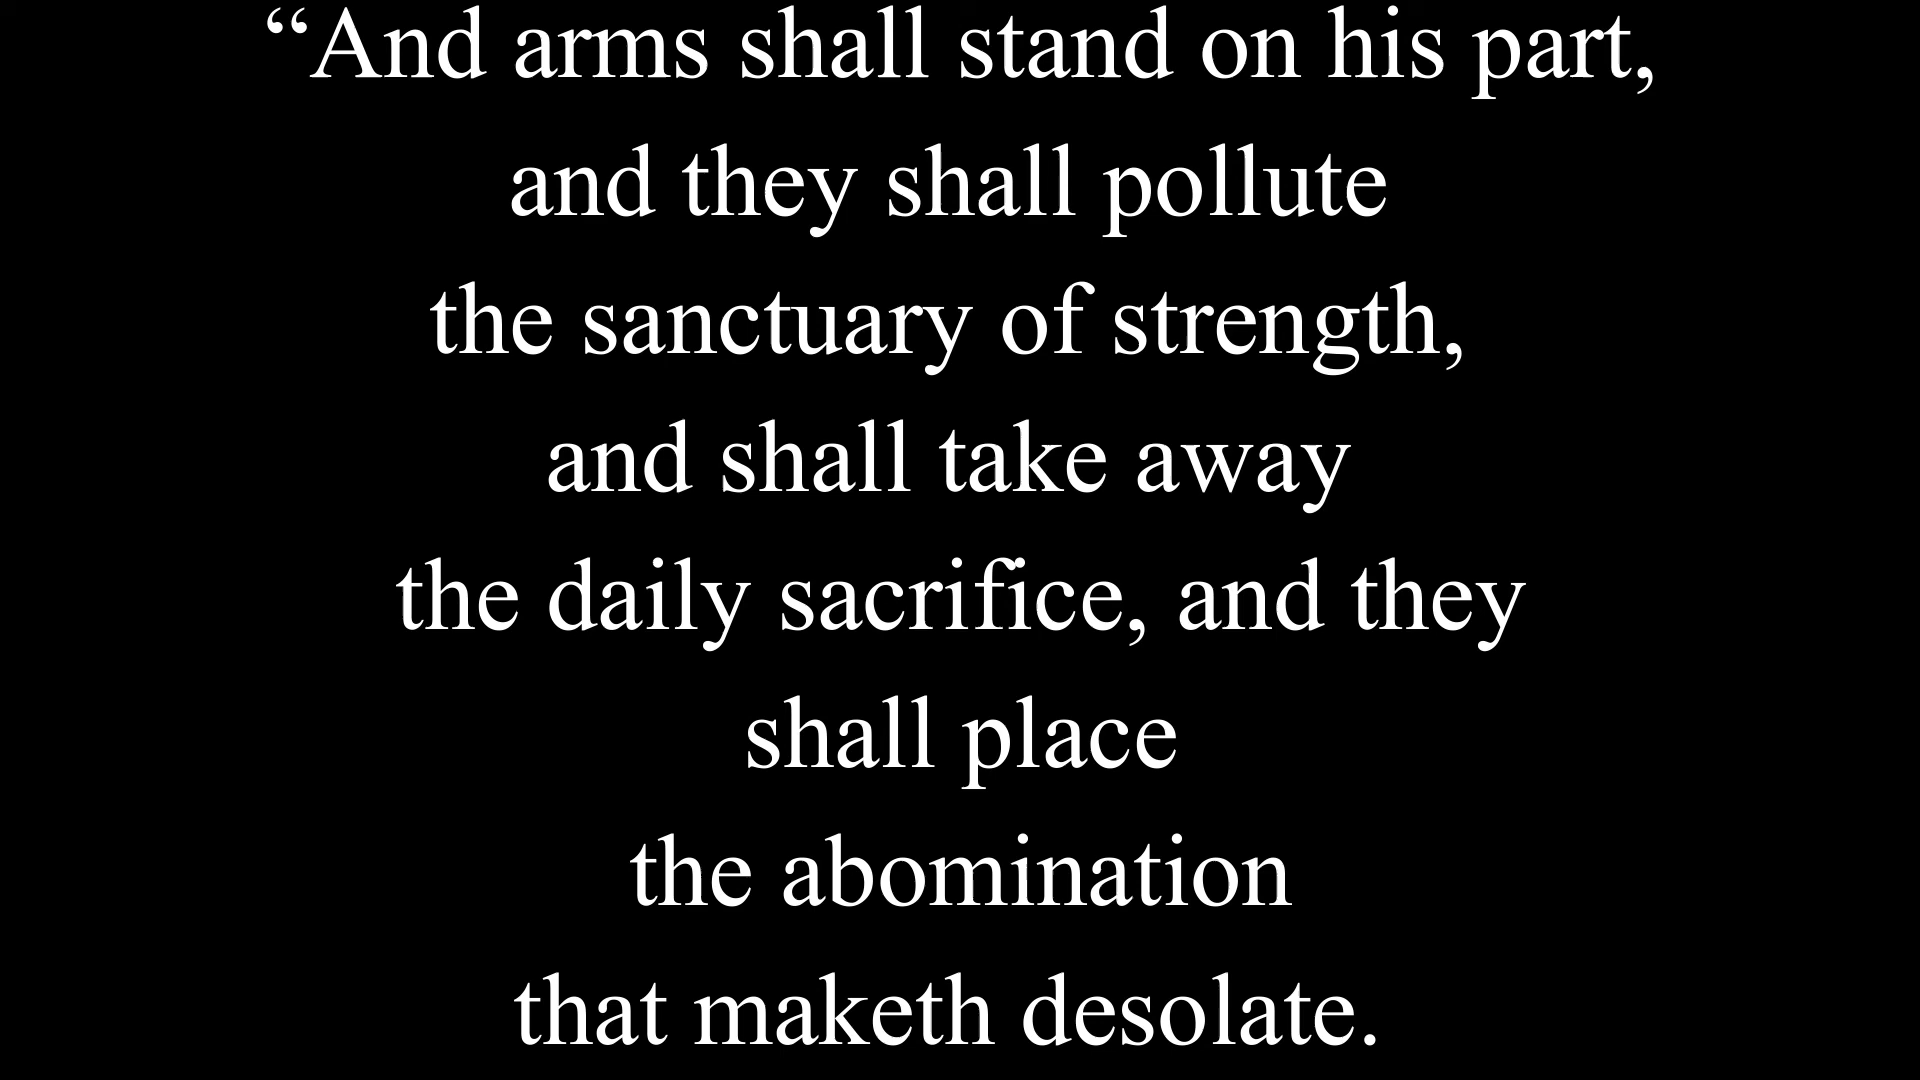 “And arms shall stand on his part,
and they shall pollute
the sanctuary of strength,
and shall take away
the daily sacrifice, and they
shall place
the abomination
that maketh desolate.